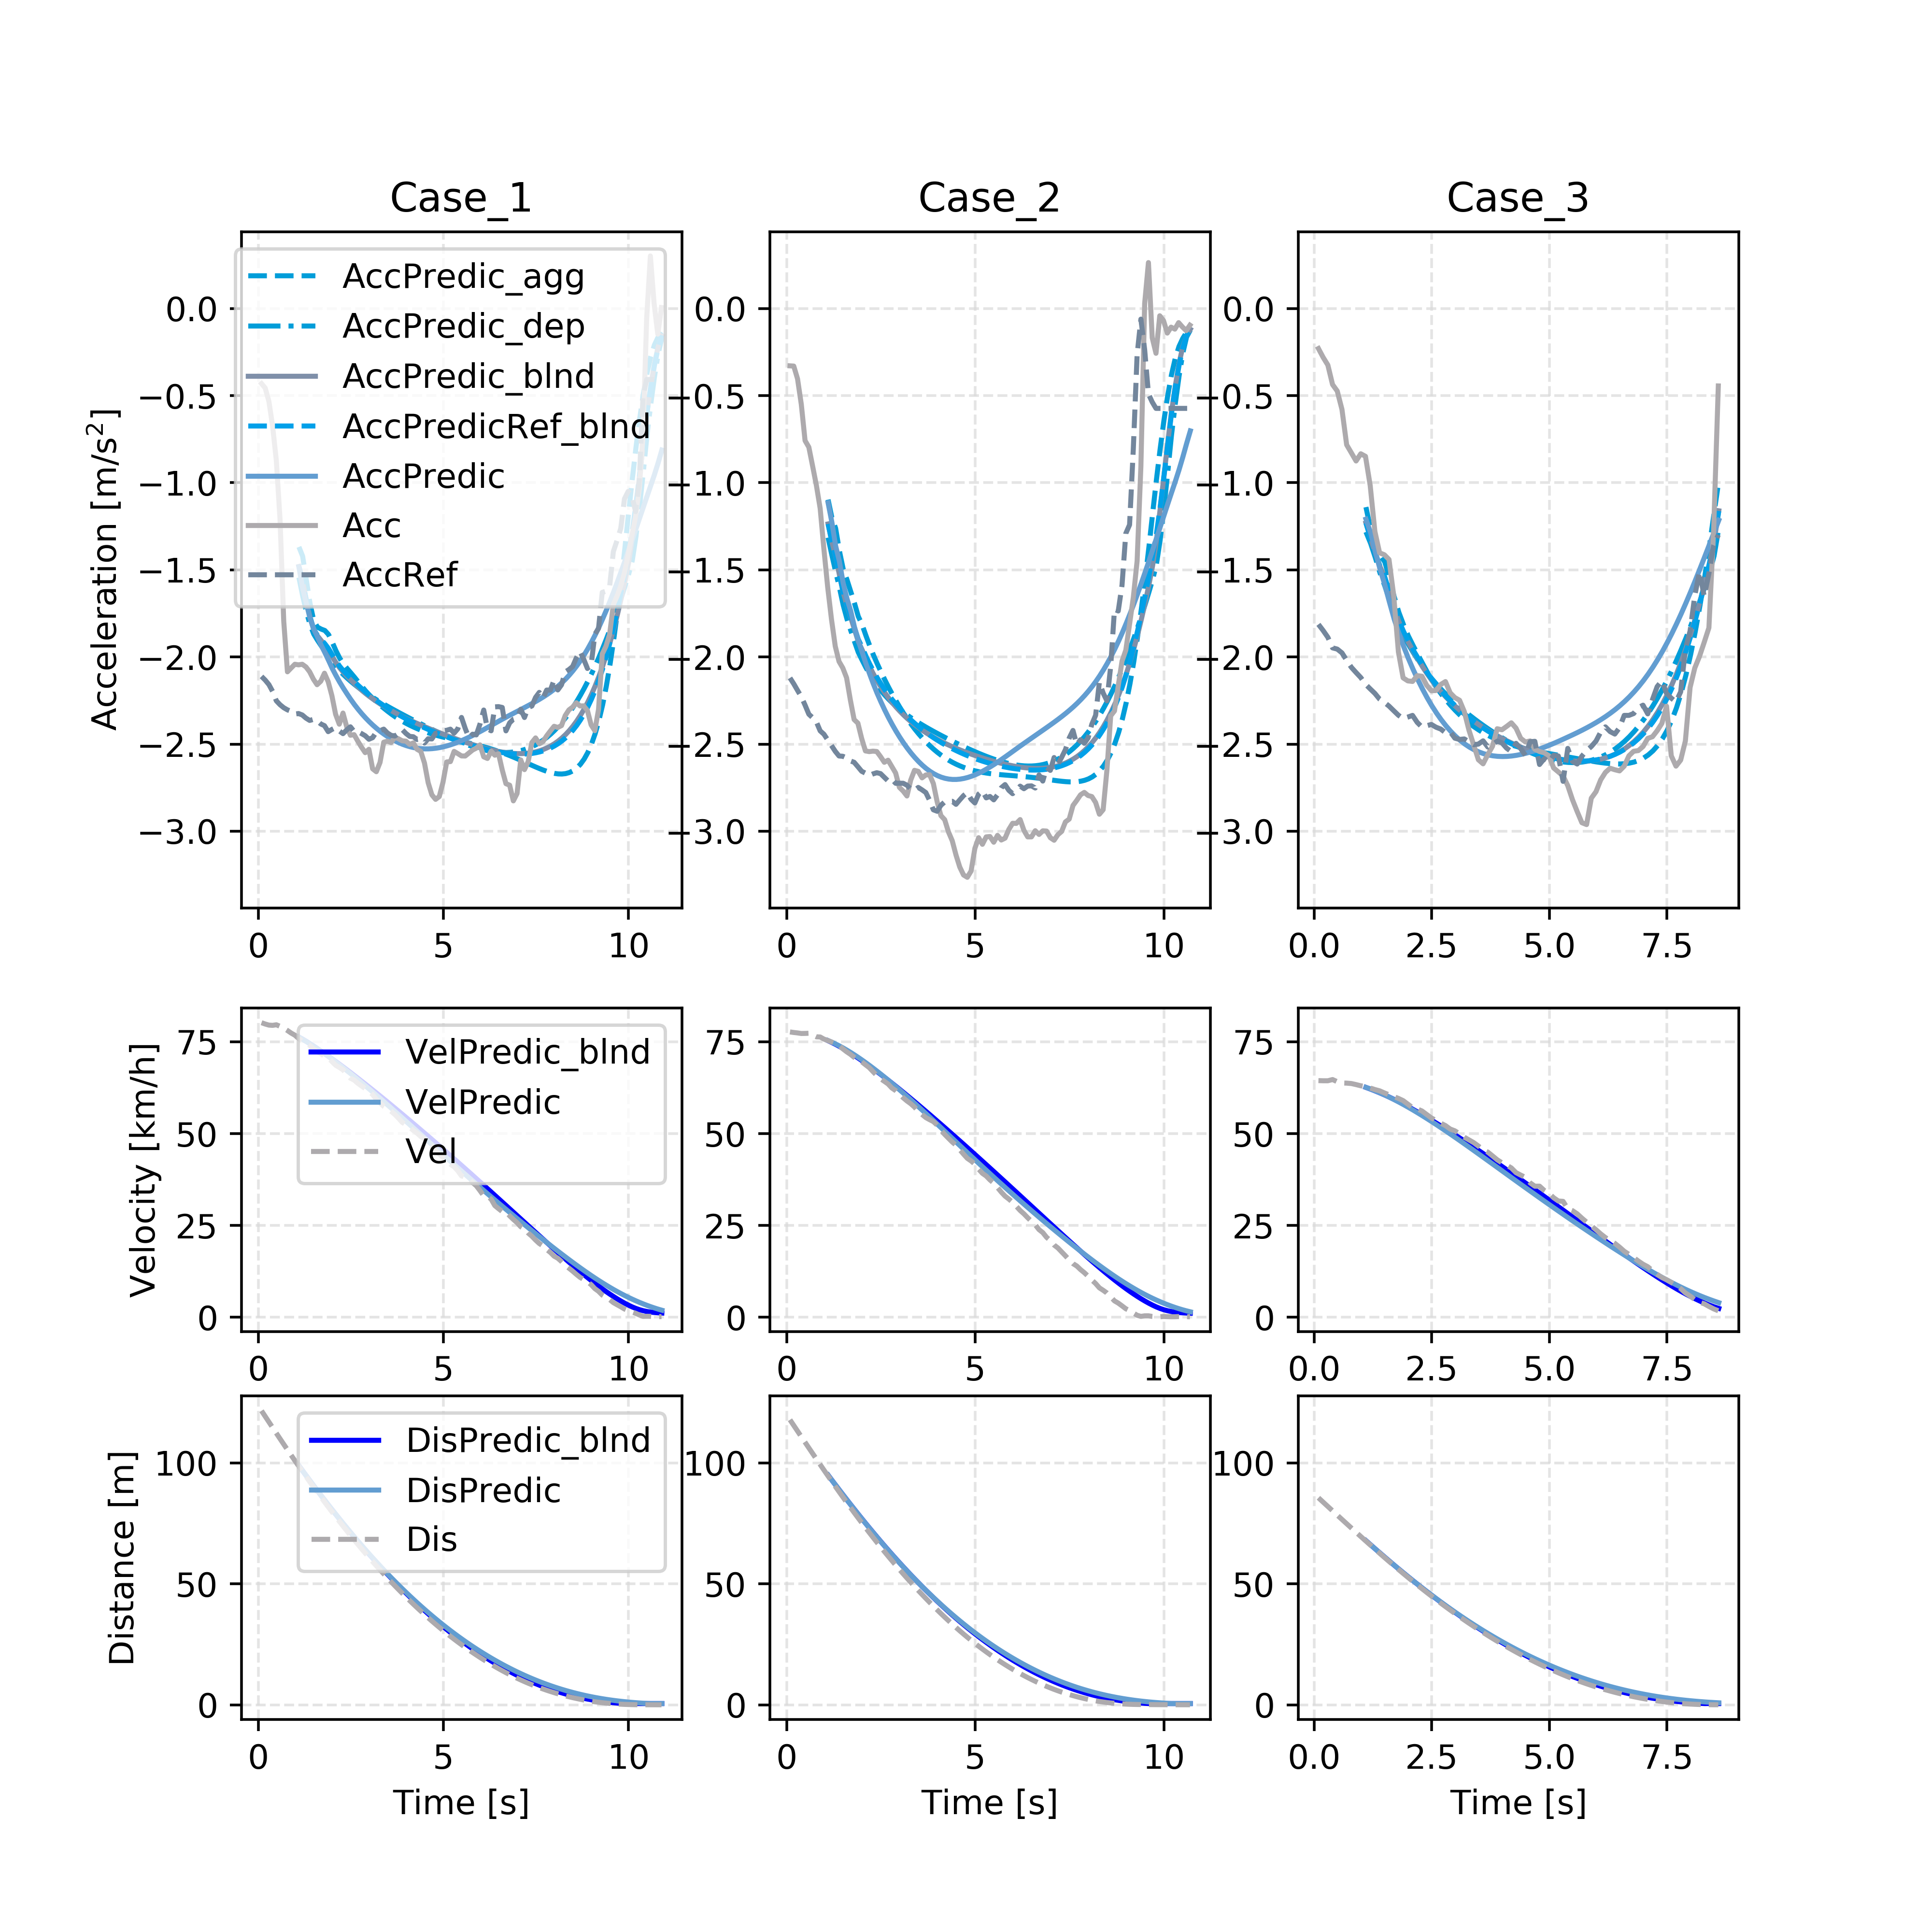 Case_1 Case_2 Case_3
Acceleration [m/s²]
0.0
−0.5
−1.0
−1.5
−2.0
−2.5
−3.0
AccPredic_agg
AccPredic_dep
AccPredic_blnd
AccPredicRef_blnd
AccPredic
Acc
AccRef
0 5 10
0.0
−0.5
−1.0
−1.5
−2.0
−2.5
−3.0
0 5 10
0.0
−0.5
−1.0
−1.5
−2.0
−2.5
−3.0
0.0 2.5 5.0 7.5
Velocity [km/h]
75
50
25
0
VelPredic_blnd
VelPredic
Vel
0 5 10
75
50
25
0
0 5 10
75
50
25
0
0.0 2.5 5.0 7.5
Distance [m]
100
50
0
DisPredic_blnd
DisPredic
Dis
0 5 10
Time [s]
100
50
0
0 5 10
Time [s]
100
50
0
0.0 2.5 5.0 7.5
Time [s]